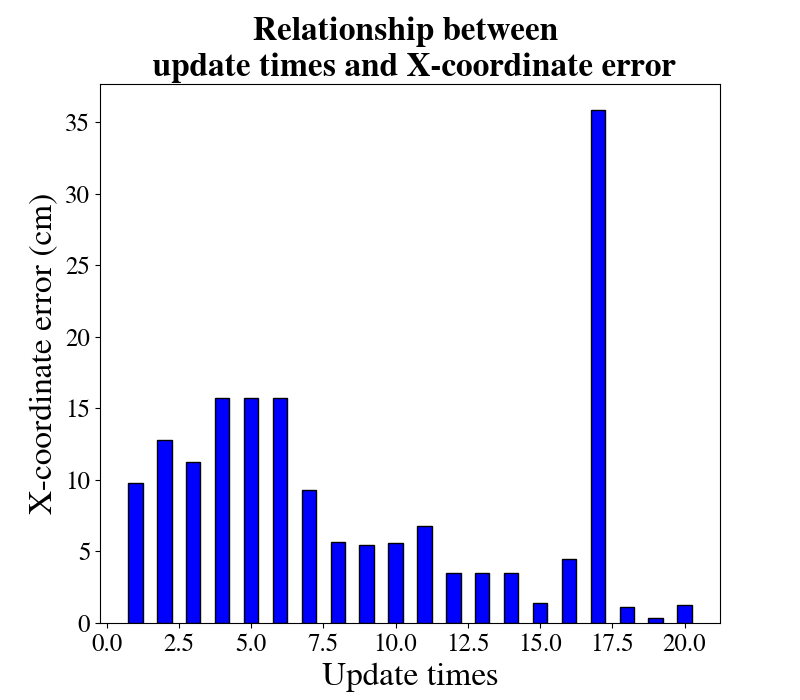 Relationship between
update times and X-coordinate error
X-coordinate error (cm)
35
30
25
20
15
10
5
0
0.0 2.5 5.0 7.5 10.0 12.5 15.0 17.5 20.0
Update times